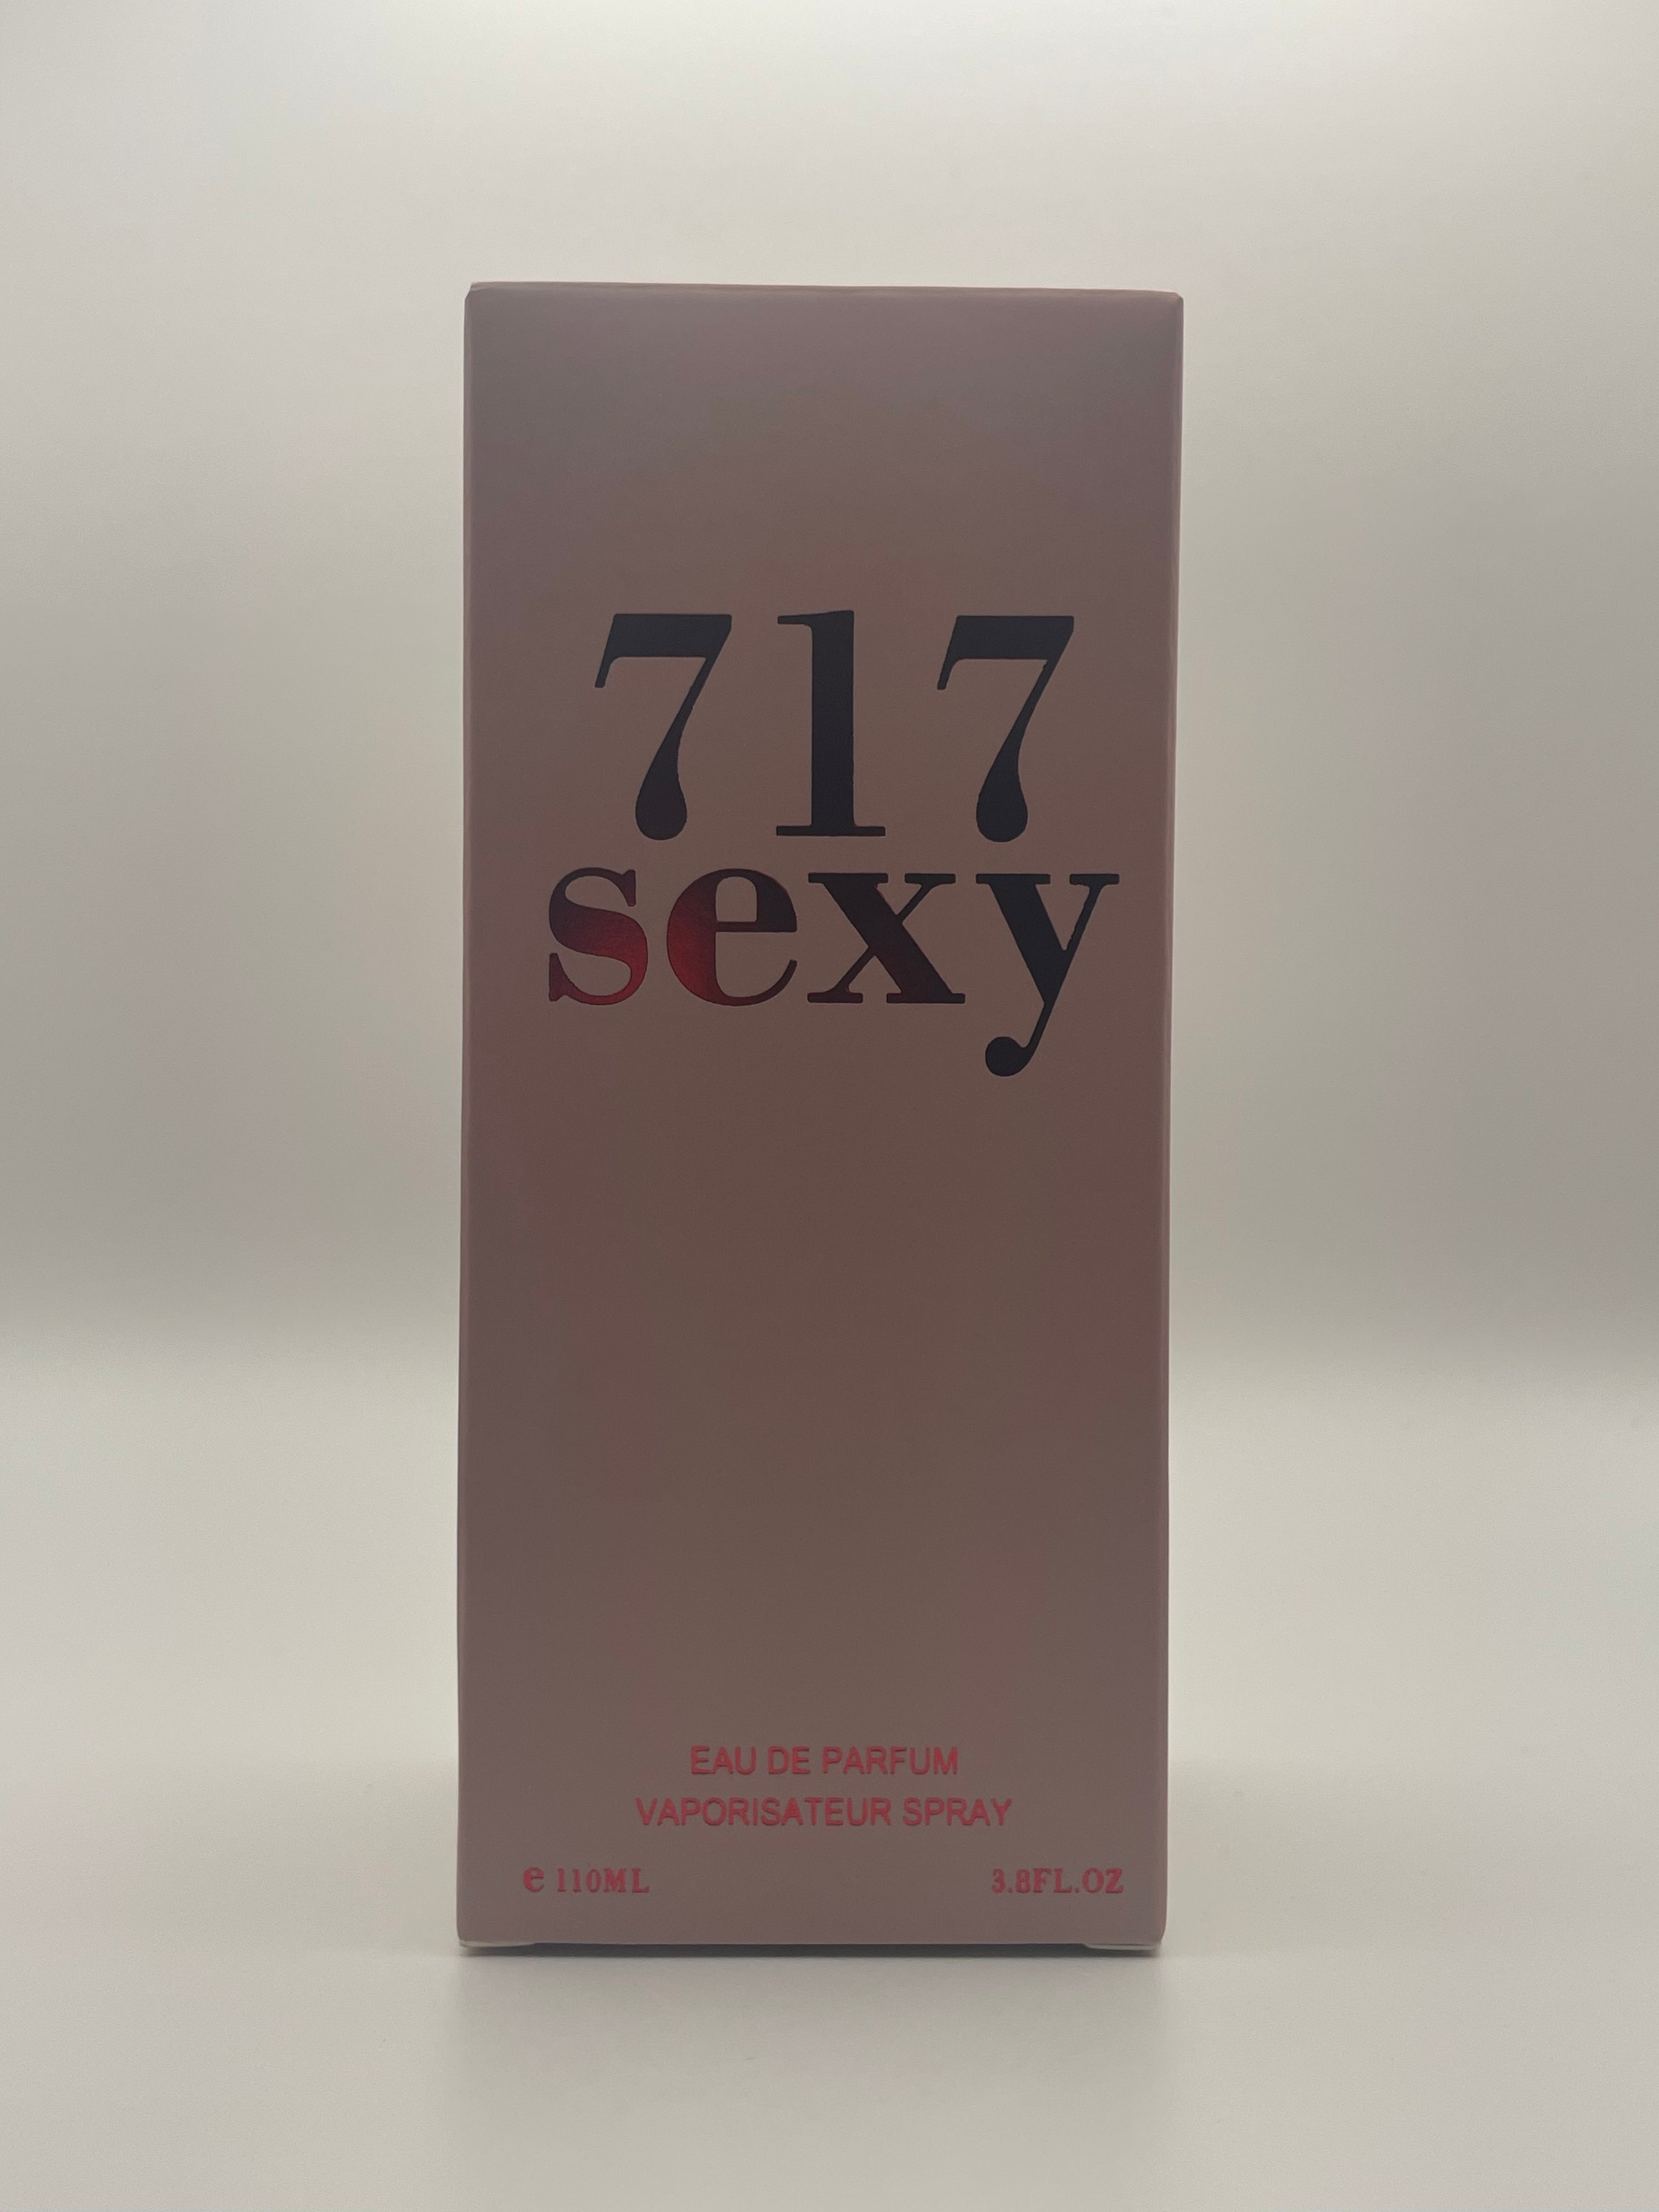 717
sexy
EAU DE PARFUM
VAPORISATEUR SPRAY
e 110ML 3.8FL.OZ